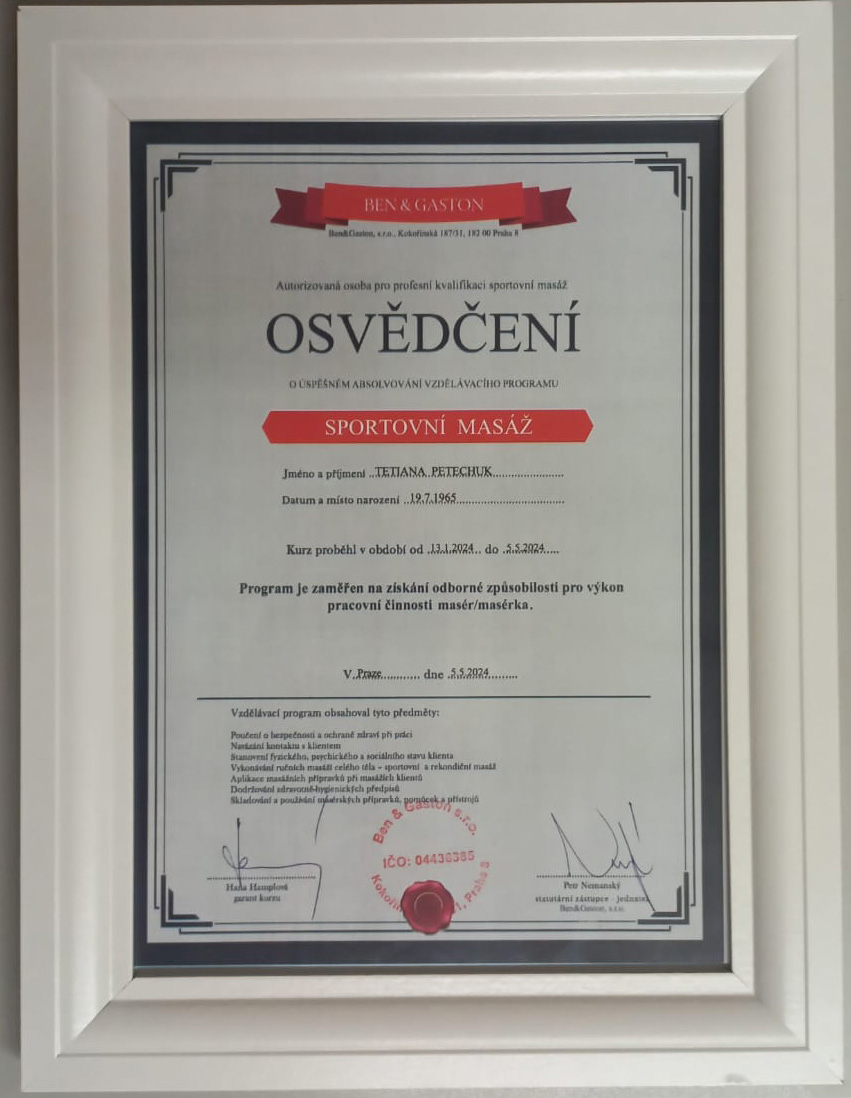 BEN & GASTON
Ben&Gaston, s.r.o., Kokořínská 187/31, 182 00 Praha 8
Autorizovaná osoba pro profesní kvalifikaci sportovní masáž
OSVĚDČENÍ
O ÚSPĚŠNÉM ABSOLVOVÁNÍ VZDĚLÁVACÍHO PROGRAMU
SPORTOVNÍ MASÁŽ
Jméno a příjmení ..TETIANA PETECHUK......................
Datum a místo narození ..19.7.1965.................................
Kurz proběhl v období od .13.1.2024.. do .5.5.2024....
Program je zaměřen na získání odborné způsobilosti pro výkon
pracovní činnosti masér/masérka.
V..Praze........... dne .5.5.2024........
Vzdělávací program obsahoval tyto předměty:
Poučení o bezpečnosti a ochraně zdraví při práci
Navázání kontaktu s klientem
Stanovení fyzického, psychického a sociálního stavu klienta
Vykonávání ručních masáží celého těla – sportovní a rekondiční masáž
Aplikace masážních přípravků při masážích klientů
Dodržování zdravotně-hygienických předpisů
Skladování a používání masérských přípravků, pomůcek a přístrojů
Ben & Gaston s.r.o.
IČO: 04436365
Praha 8
Hana Hamplová
garant kurzu
Petr Nemanský
statutární zástupce - jednatel
Ben&Gaston, s.r.o.